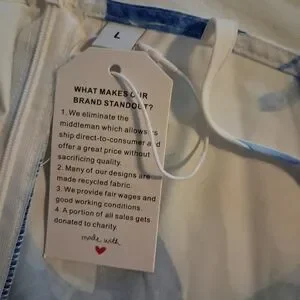 L
WHAT MAKES OUR
BRAND STANDOUT?
1. We eliminate the
middleman which allows us
ship direct-to-consumer and
offer a great price without
sacrificing quality.
2. Many of our designs are
made recycled fabric.
3. We provide fair wages and
good working conditions.
4 A portion of all sales gets
donated to charity.
made with